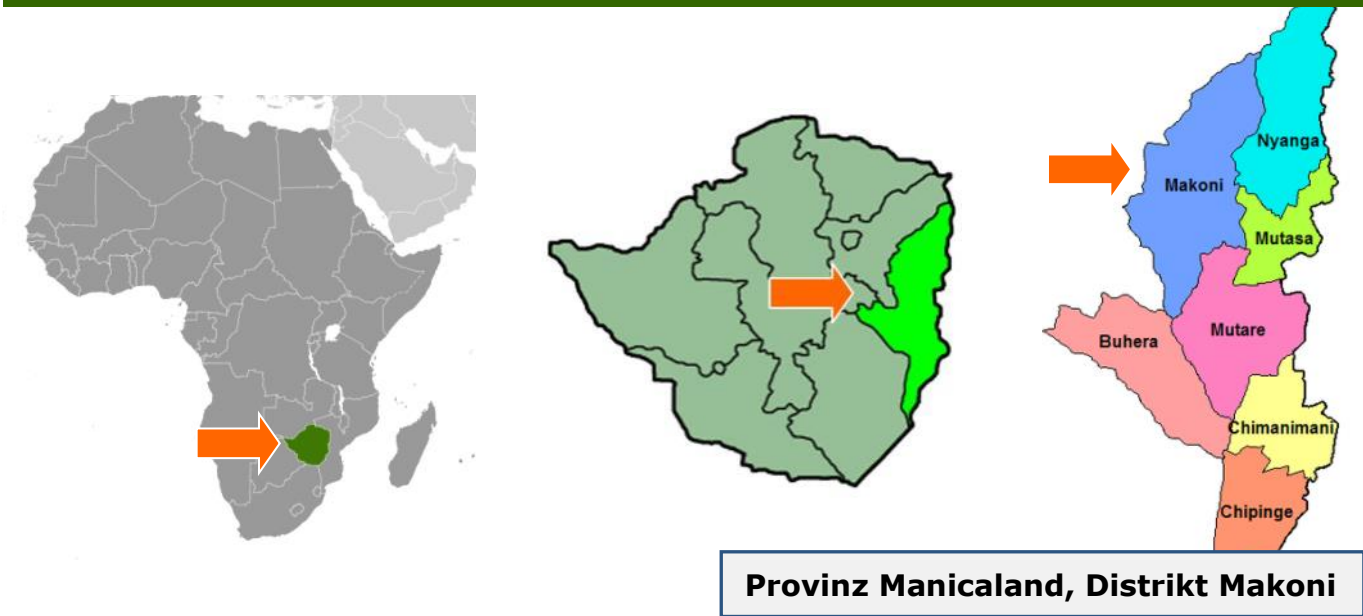 Nyanga
Makoni
Mutasa
Mutare
Buhera
Chimanimani
Chipinge
Provinz Manicaland, Distrikt Makoni